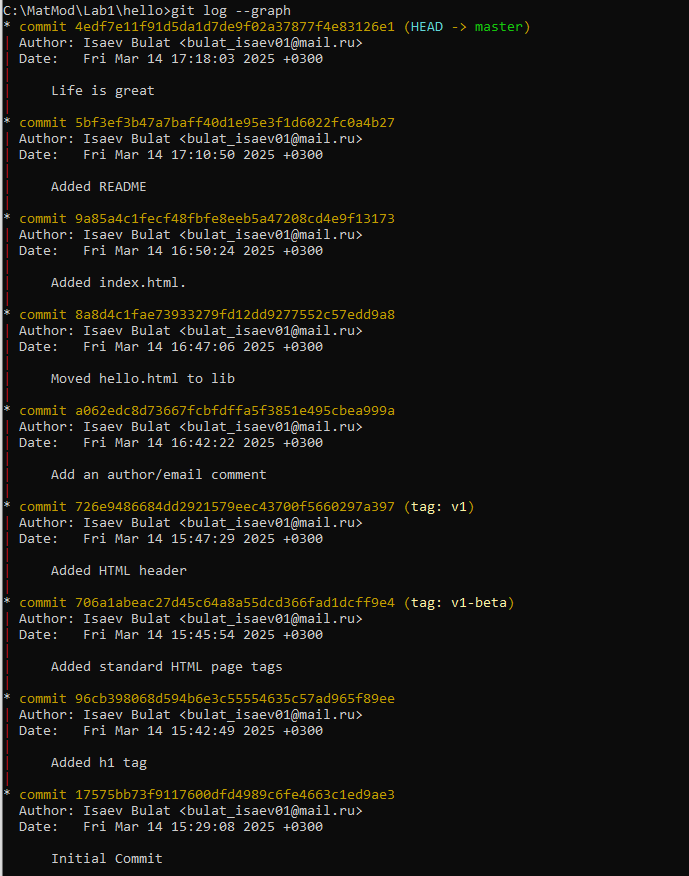 C:\MatMod\Lab1\hello>git log --graph
* commit 4edf7e11f91d5da1d7de9f02a37877f4e83126e1 (HEAD -> master)
| Author: Isaev Bulat <bulat_isaev01@mail.ru>
| Date:   Fri Mar 14 17:18:03 2025 +0300
|
|     Life is great
|
* commit 5bf3ef3b47a7baff40d1e95e3f1d6022fc0a4b27
| Author: Isaev Bulat <bulat_isaev01@mail.ru>
| Date:   Fri Mar 14 17:10:50 2025 +0300
|
|     Added README
|
* commit 9a85a4c1fecf48fbfe8eeb5a47208cd4e9f13173
| Author: Isaev Bulat <bulat_isaev01@mail.ru>
| Date:   Fri Mar 14 16:50:24 2025 +0300
|
|     Added index.html.
|
* commit 8a8d4c1fae73933279fd12dd9277552c57edd9a8
| Author: Isaev Bulat <bulat_isaev01@mail.ru>
| Date:   Fri Mar 14 16:47:06 2025 +0300
|
|     Moved hello.html to lib
|
* commit a062edc8d73667fcbfdffa5f3851e495cbea999a
| Author: Isaev Bulat <bulat_isaev01@mail.ru>
| Date:   Fri Mar 14 16:42:22 2025 +0300
|
|     Add an author/email comment
|
* commit 726e9486684dd2921579eec43700f5660297a397 (tag: v1)
| Author: Isaev Bulat <bulat_isaev01@mail.ru>
| Date:   Fri Mar 14 15:47:29 2025 +0300
|
|     Added HTML header
|
* commit 706a1abeac27d45c64a8a55dcd366fad1dcff9e4 (tag: v1-beta)
| Author: Isaev Bulat <bulat_isaev01@mail.ru>
| Date:   Fri Mar 14 15:45:54 2025 +0300
|
|     Added standard HTML page tags
|
* commit 96cb398068d594b6e3c55554635c57ad965f89ee
| Author: Isaev Bulat <bulat_isaev01@mail.ru>
| Date:   Fri Mar 14 15:42:49 2025 +0300
|
|     Added h1 tag
|
* commit 17575bb73f9117600dfd4989c6fe4663c1ed9ae3
  Author: Isaev Bulat <bulat_isaev01@mail.ru>
  Date:   Fri Mar 14 15:29:08 2025 +0300

      Initial Commit